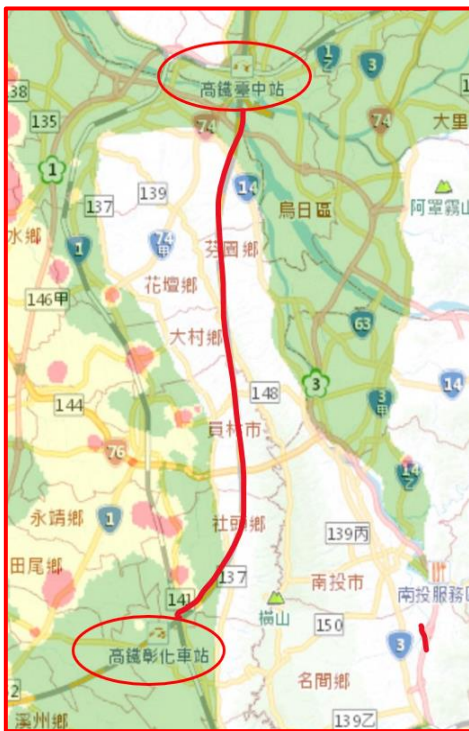 1乙
3
高鐵臺中站
138
135
74
74
大里
1
139
14
137
烏日區
阿罩霧山
水鄉
1
74甲
芬園鄉
花壇鄉
146甲
大村鄉
63
3
14
148
3甲
144
員林市
76
14乙
永靖鄉
1
社頭鄉
139丙
田尾鄉
137
南投市
南投服務區
141
橫山
150
高鐵彰化車站
3
名間鄉
溪州鄉
139乙